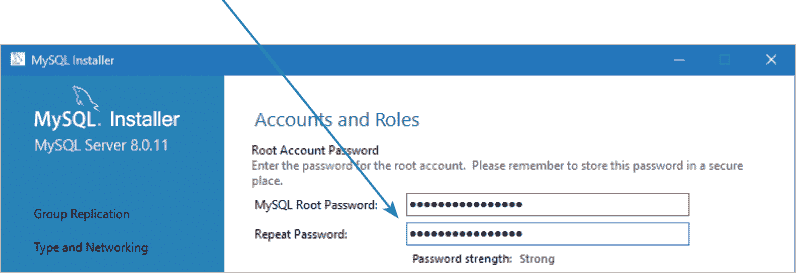 MySQL Installer
MySQL. Installer
MySQL Server 8.0.11
Group Replication
Type and Networking
Accounts and Roles
Root Account Password
Enter the password for the root account. Please remember to store this password in a secure
place.
MySQL Root Password: ●●●●●●●●●●●●●●●●
Repeat Password: ●●●●●●●●●●●●●●●●
Password strength: Strong